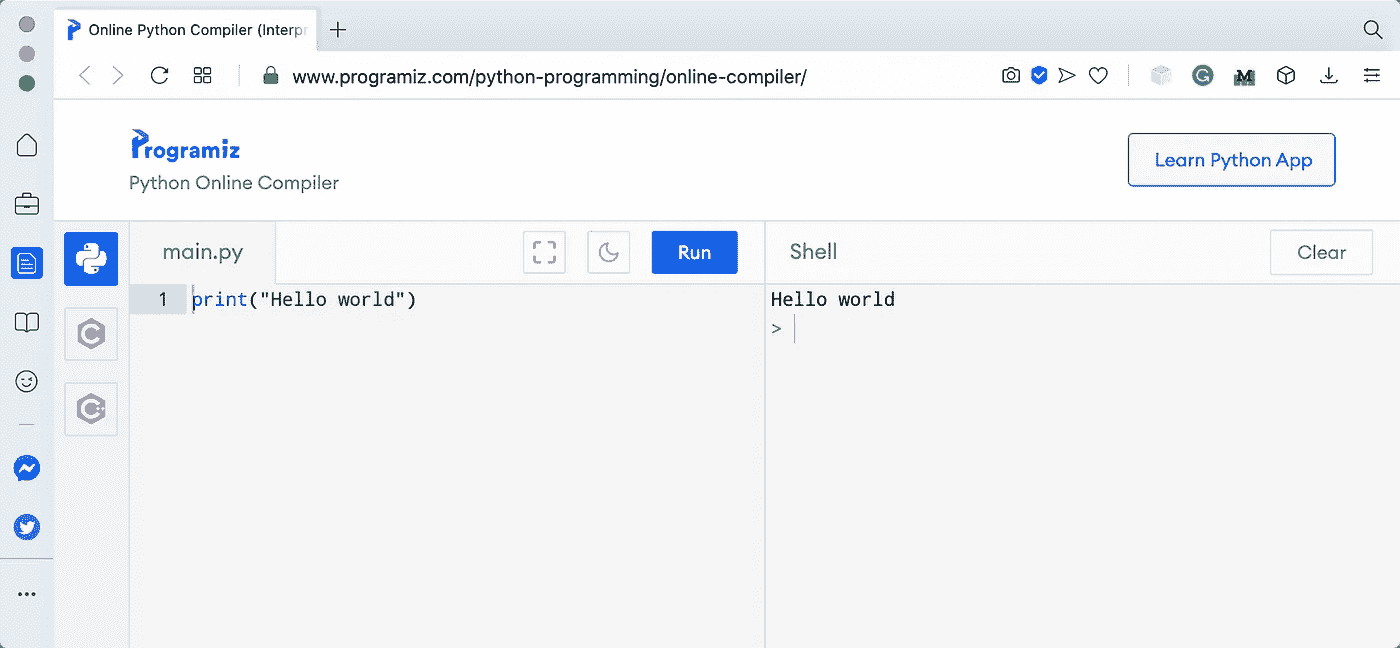 Online Python Compiler (Interpr
www.programiz.com/python-programming/online-compiler/
Programiz
Python Online Compiler
Learn Python App
main.py
Run
Shell
Clear
1 print("Hello world")
Hello world
>